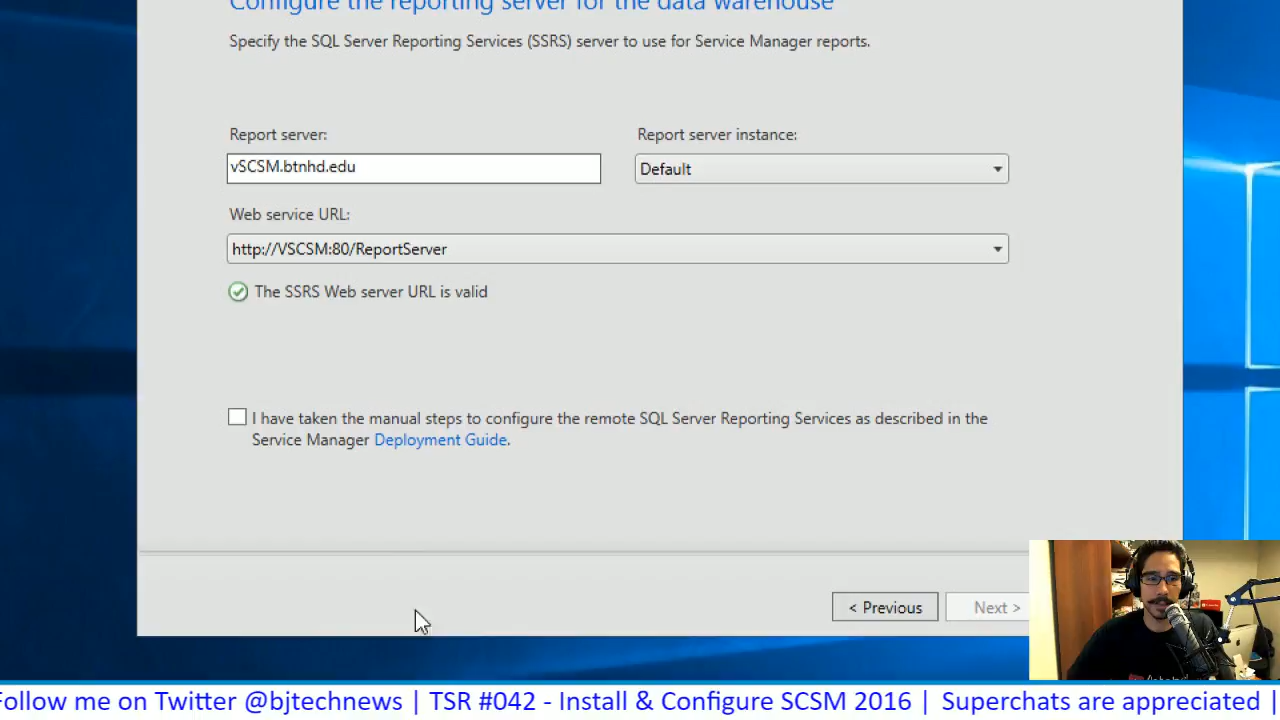 Configure the reporting server for the data warehouse
Specify the SQL Server Reporting Services (SSRS) server to use for Service Manager reports.
Report server:
Report server instance:
vSCSM.btnhd.edu
Default
Web service URL:
http://VSCSM:80/ReportServer
The SSRS Web server URL is valid
I have taken the manual steps to configure the remote SQL Server Reporting Services as described in the
Service Manager Deployment Guide.
< Previous
Next >
Follow me on Twitter @bjtechnews | TSR #042 - Install & Configure SCSM 2016 | Superchats are appreciated |